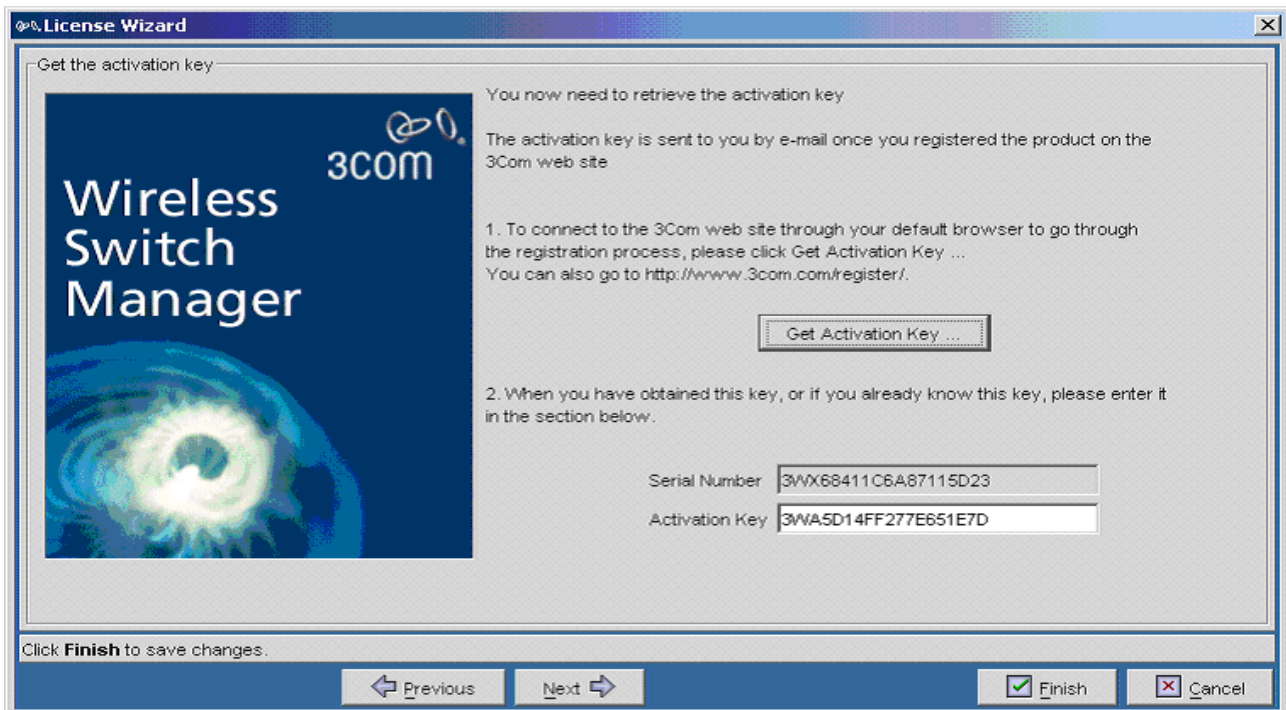 License Wizard
Get the activation key
3COM
Wireless
Switch
Manager
You now need to retrieve the activation key
The activation key is sent to you by e-mail once you registered the product on the
3Com web site
1. To connect to the 3Com web site through your default browser to go through
the registration process, please click Get Activation Key ...
You can also go to http://www.3com.com/register/.
Get Activation Key ...
2. When you have obtained this key, or if you already know this key, please enter it
in the section below.
Serial Number 3WX68411C6A87115D23
Activation Key 3WA5D14FF277E651E7D
Click Finish to save changes.
Previous
Next
Finish
Cancel